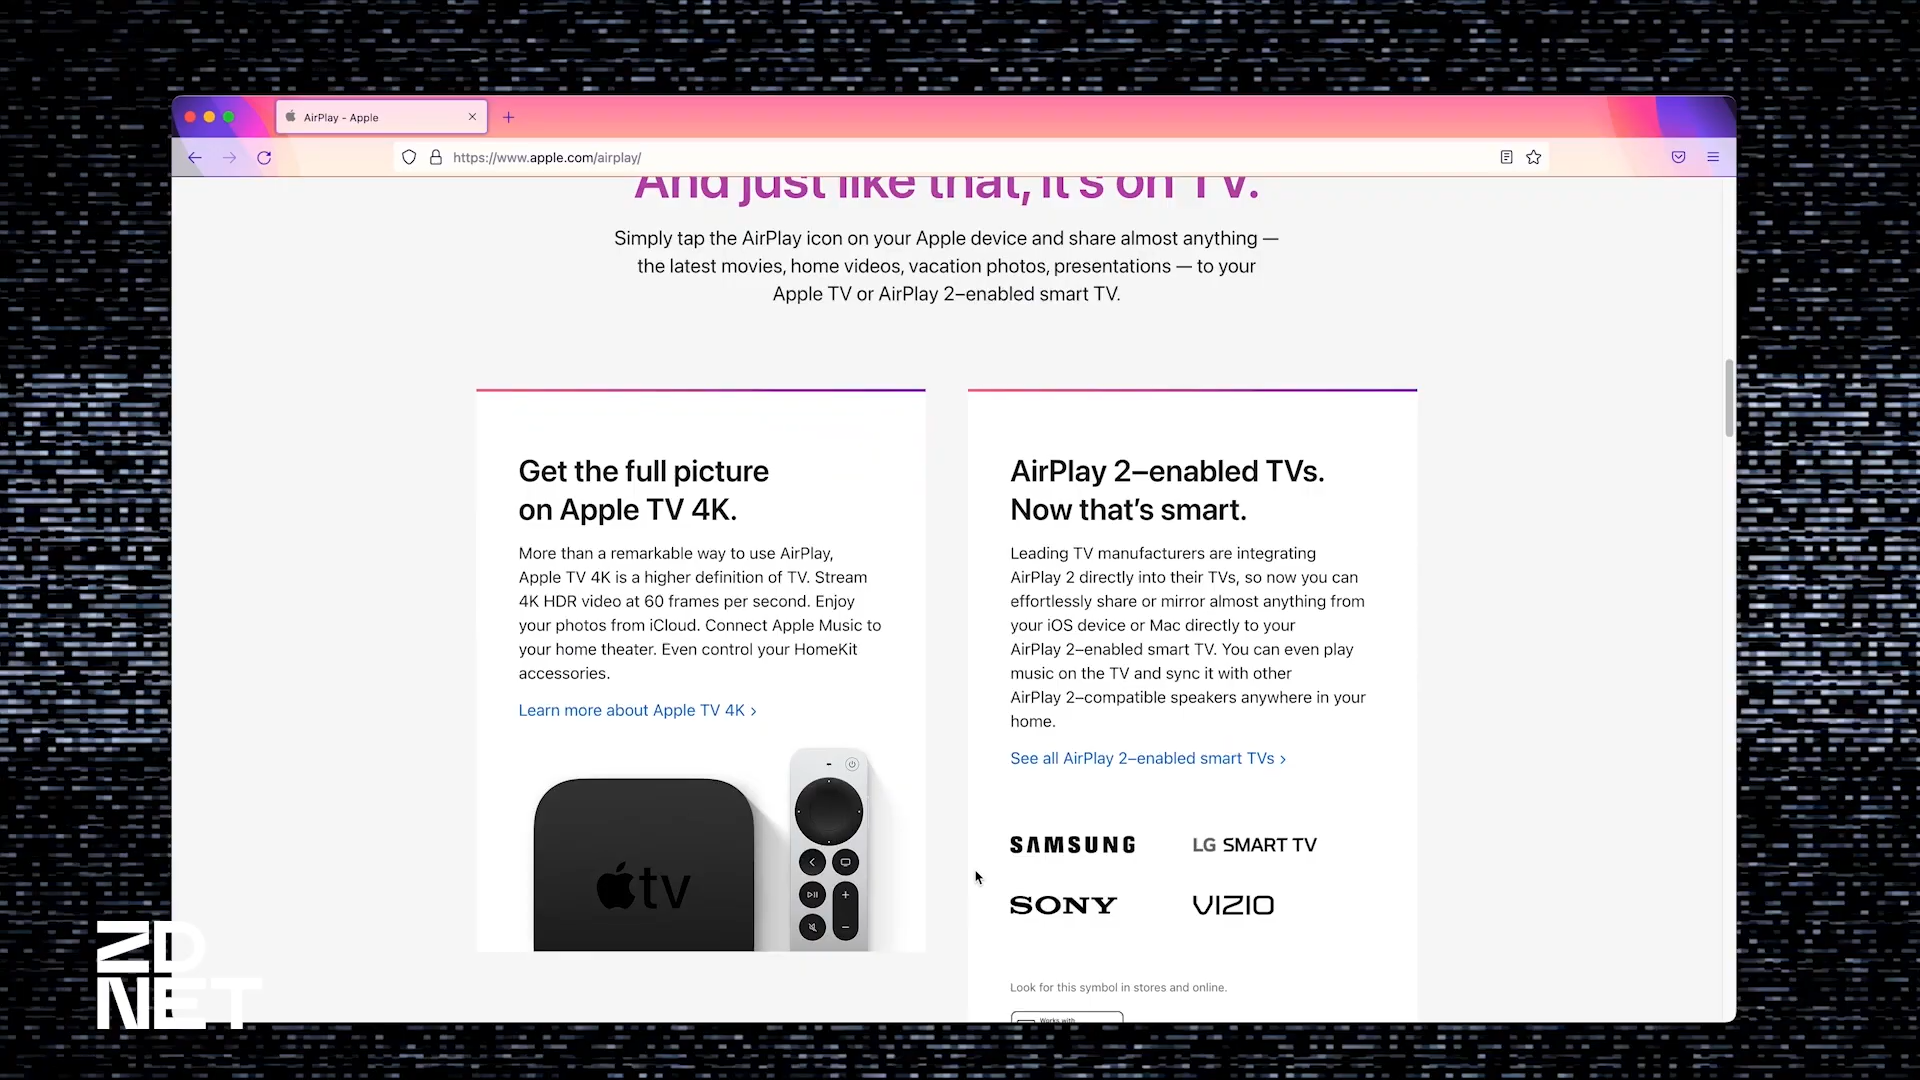 AirPlay - Apple
https://www.apple.com/airplay/
And just like that, it's on TV.
Simply tap the AirPlay icon on your Apple device and share almost anything —
the latest movies, home videos, vacation photos, presentations — to your
Apple TV or AirPlay 2–enabled smart TV.
Get the full picture
on Apple TV 4K.
More than a remarkable way to use AirPlay,
Apple TV 4K is a higher definition of TV. Stream
4K HDR video at 60 frames per second. Enjoy
your photos from iCloud. Connect Apple Music to
your home theater. Even control your HomeKit
accessories.
Learn more about Apple TV 4K >
tv
AirPlay 2–enabled TVs.
Now that's smart.
Leading TV manufacturers are integrating
AirPlay 2 directly into their TVs, so now you can
effortlessly share or mirror almost anything from
your iOS device or Mac directly to your
AirPlay 2–enabled smart TV. You can even play
music on the TV and sync it with other
AirPlay 2–compatible speakers anywhere in your
home.
See all AirPlay 2–enabled smart TVs >
SAMSUNG
LG SMART TV
SONY
VIZIO
Look for this symbol in stores and online.
Works with
ZD
NET